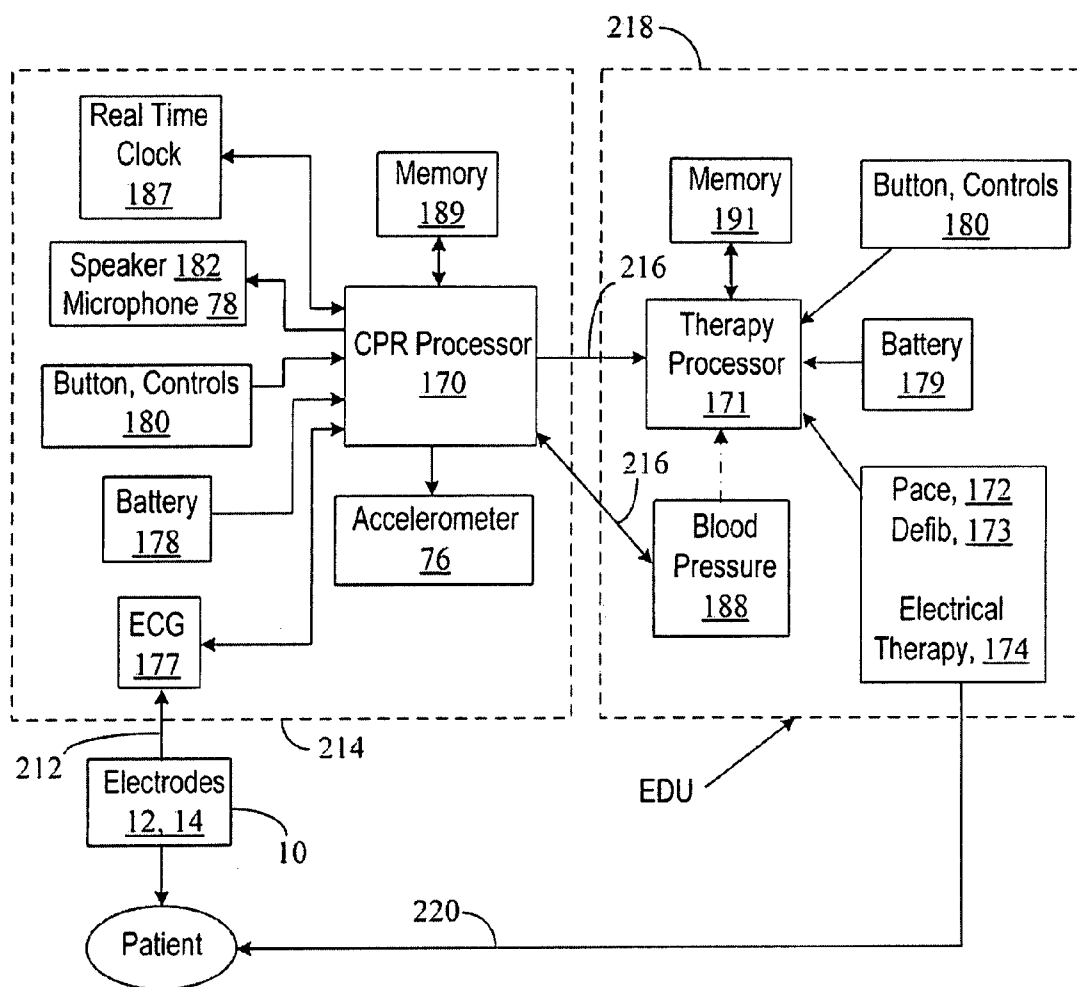 218
Real Time
Clock
187
Memory
189
Speaker 182
Microphone 78
CPR Processor
170
Button, Controls
180
Battery
178
Accelerometer
76
ECG
177
212
214
Electrodes
12, 14
10
Patient
216
216
Memory
191
Button, Controls
180
Therapy
Processor
171
Battery
179
Blood
Pressure
188
Pace, 172
Defib, 173
Electrical
Therapy, 174
EDU
220